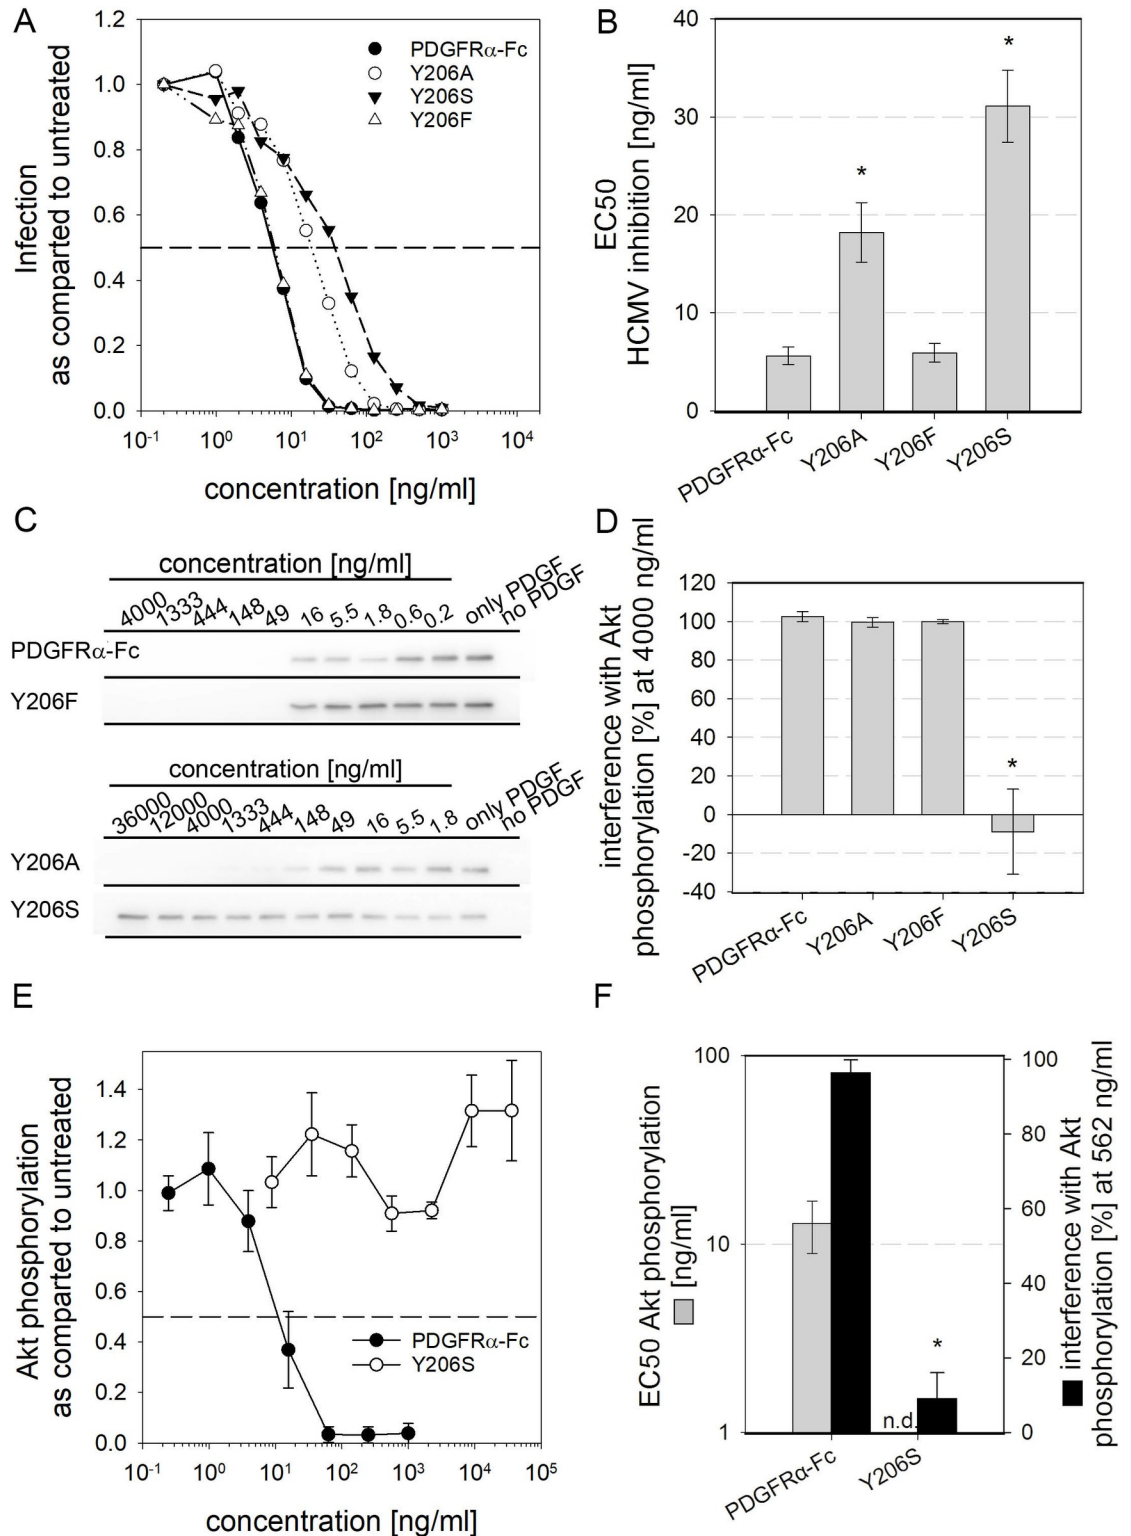 A
1.2
1.0
0.8
0.6
0.4
0.2
0.0
Infection
as comparted to untreated
PDGFRα-Fc
Y206A
Y206S
Y206F
10-1
100
101
102
103
104
concentration [ng/ml]
B
40
30
20
10
0
EC50
HCMV inhibition [ng/ml]
*
*
PDGFRα-Fc
Y206A
Y206F
Y206S
C
concentration [ng/ml]
4000 1333 444 148 49 16 5.5 1.8 0.6 0.2 only PDGF no PDGF
PDGFRα-Fc
Y206F
concentration [ng/ml]
36000 12000 4000 1333 444 148 49 16 5.5 1.8 only PDGF no PDGF
Y206A
Y206S
D
120
100
80
60
40
20
0
-20
-40
interference with Akt
phosphorylation [%] at 4000 ng/ml
*
PDGFRα-Fc
Y206A
Y206F
Y206S
E
1.4
1.2
1.0
0.8
0.6
0.4
0.2
0.0
Akt phosphorylation
as comparted to untreated
PDGFRα-Fc
Y206S
10-1
100
101
102
103
104
105
concentration [ng/ml]
F
100
10
1
EC50 Akt phosphorylation
[ng/ml]
n.d.
*
100
80
60
40
20
0
interference with Akt
phosphorylation [%] at 562 ng/ml
PDGFRα-Fc
Y206S